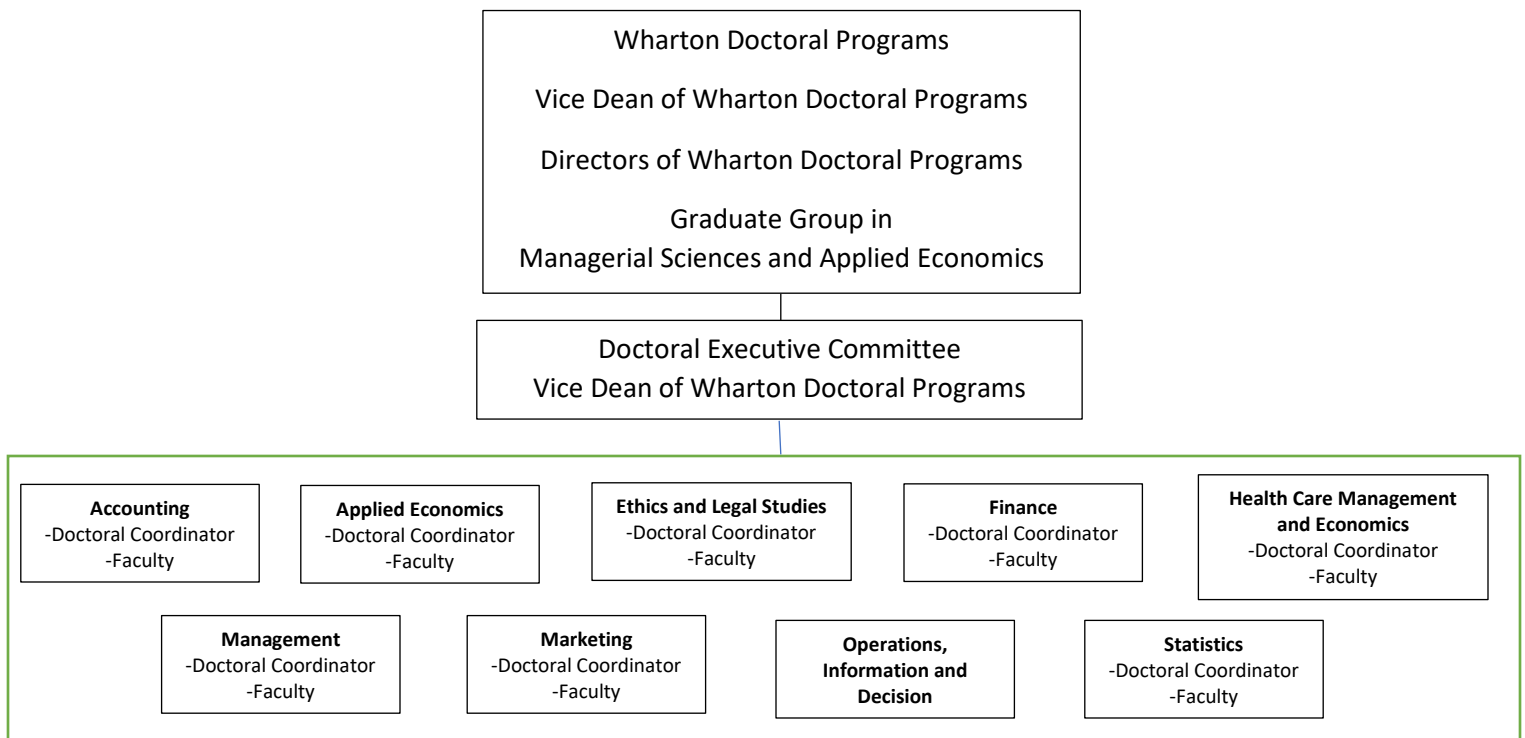 Wharton Doctoral Programs
Vice Dean of Wharton Doctoral Programs
Directors of Wharton Doctoral Programs
Graduate Group in
Managerial Sciences and Applied Economics
Doctoral Executive Committee
Vice Dean of Wharton Doctoral Programs
Accounting
-Doctoral Coordinator
-Faculty
Applied Economics
-Doctoral Coordinator
-Faculty
Ethics and Legal Studies
-Doctoral Coordinator
-Faculty
Finance
-Doctoral Coordinator
-Faculty
Health Care Management
and Economics
-Doctoral Coordinator
-Faculty
Management
-Doctoral Coordinator
-Faculty
Marketing
-Doctoral Coordinator
-Faculty
Operations,
Information and
Decision
Statistics
-Doctoral Coordinator
-Faculty